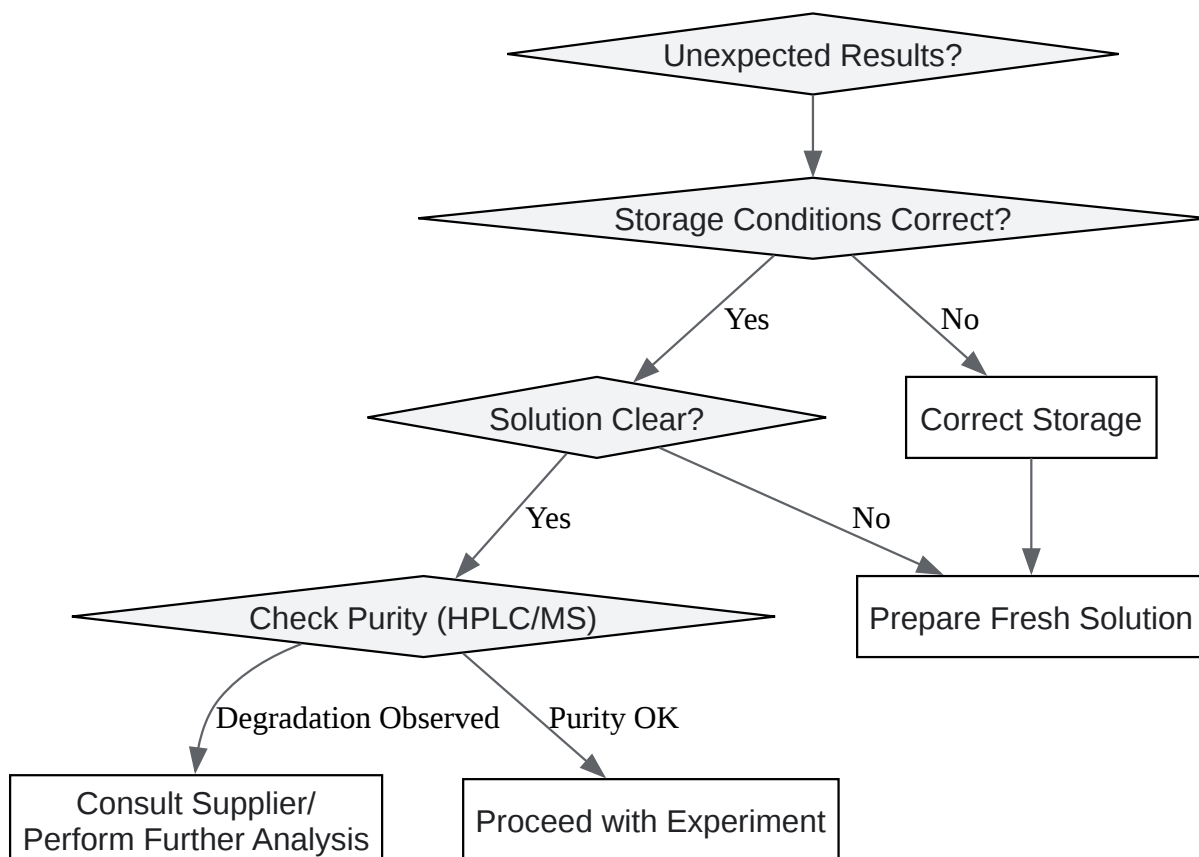 Unexpected Results?
Storage Conditions Correct?
Yes
No
Solution Clear?
Correct Storage
Yes
No
Check Purity (HPLC/MS)
Prepare Fresh Solution
Degradation Observed
Purity OK
Consult Supplier/
Perform Further Analysis
Proceed with Experiment